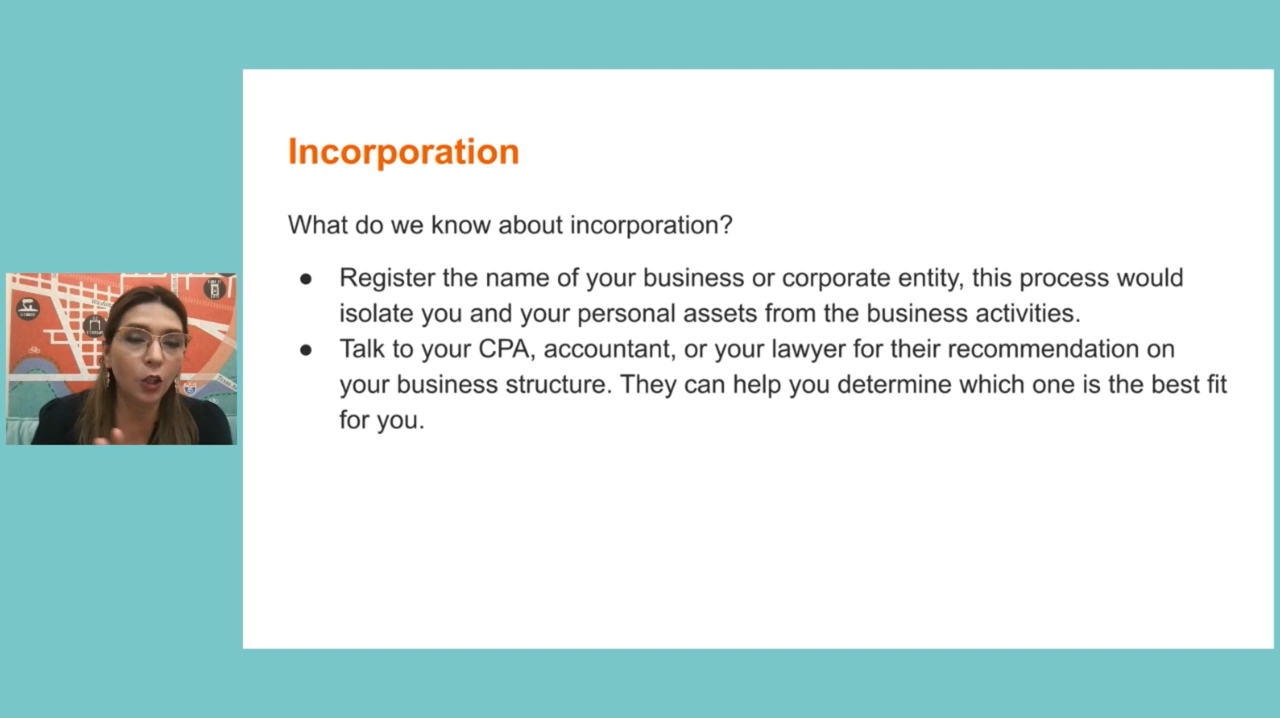 Incorporation
What do we know about incorporation?
● Register the name of your business or corporate entity, this process would
isolate you and your personal assets from the business activities.
● Talk to your CPA, accountant, or your lawyer for their recommendation on
your business structure. They can help you determine which one is the best fit
for you.